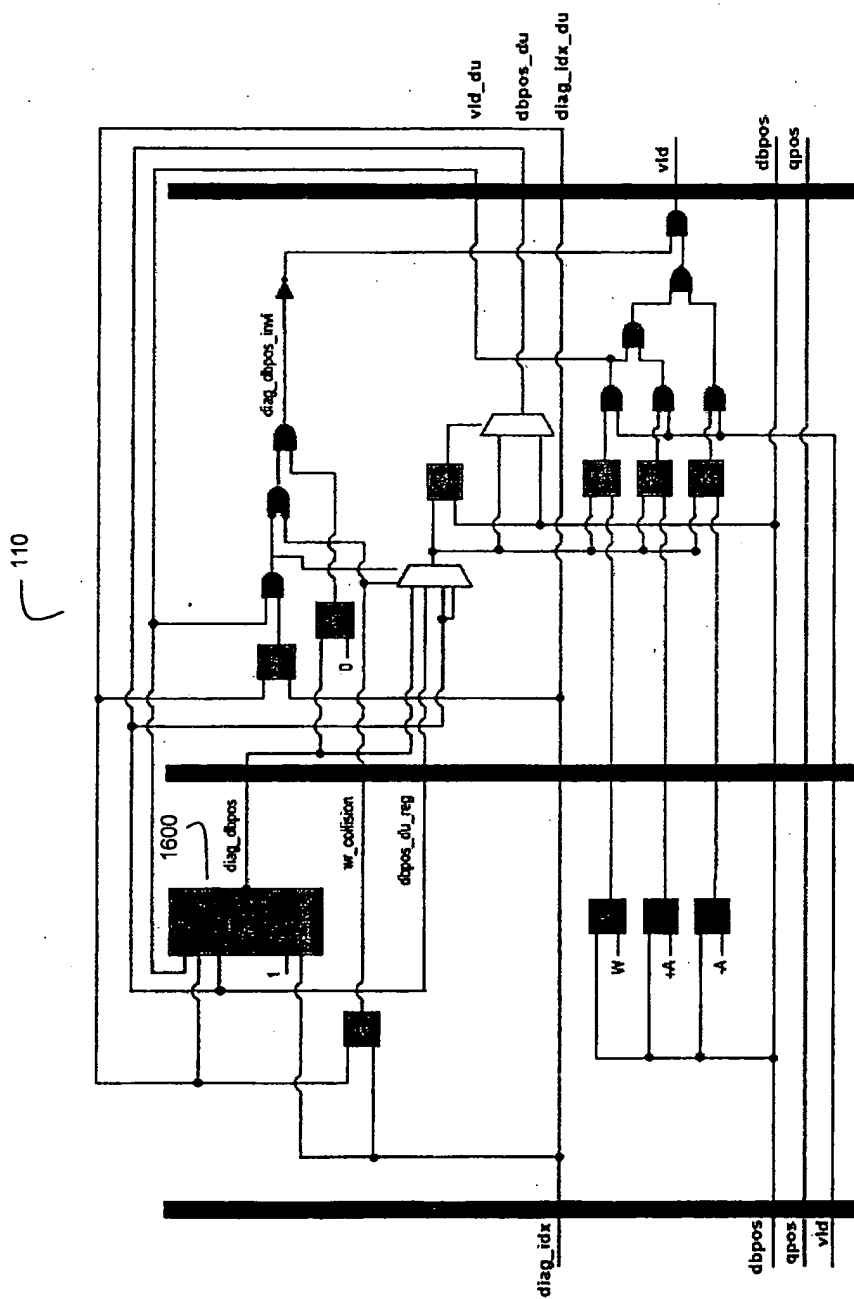 110
vld_du
dbpos_du
diag_idx_du
diag_dbpos_invl
vld
dbpos
qpos
0
1600
diag_dbpos
wr_collision
dbpos_du_reg
1
W
+A
-A
diag_idx
dbpos
qpos
vld